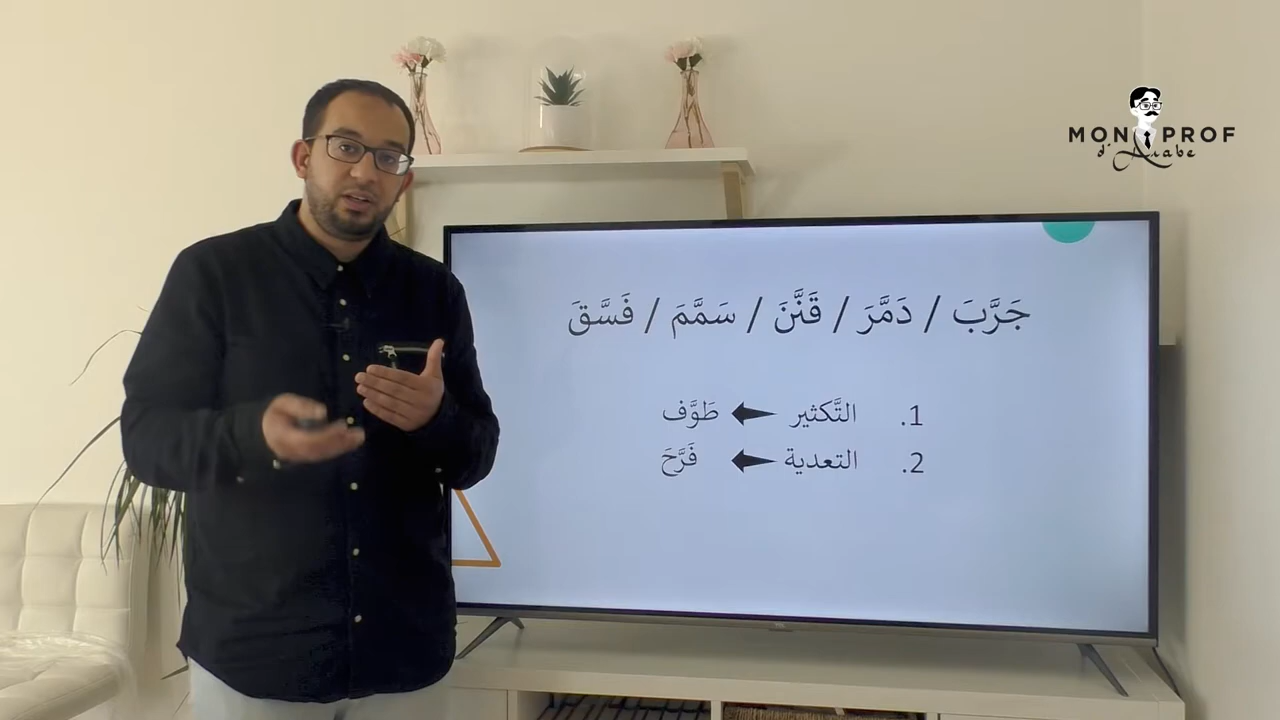 MON PROF
d'Arabe
جَرَّبَ / دَمَّرَ / قَنَّنَ / سَمَّمَ / فَسَّقَ
1. التَّكثير ← طَوَّف
2. التعدية ← فَرَّحَ